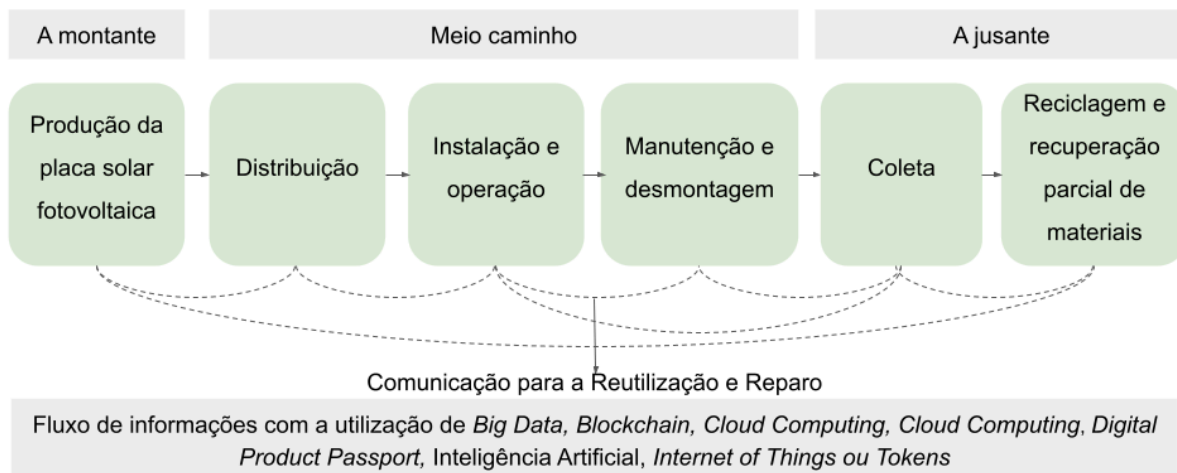 A montante
Meio caminho
A jusante
Produção da
placa solar
fotovoltaica
Distribuição
Instalação e
operação
Manutenção e
desmontagem
Coleta
Reciclagem e
recuperação
parcial de
materiais
Comunicação para a Reutilização e Reparo
Fluxo de informações com a utilização de Big Data, Blockchain, Cloud Computing, Cloud Computing, Digital
Product Passport, Inteligência Artificial, Internet of Things ou Tokens